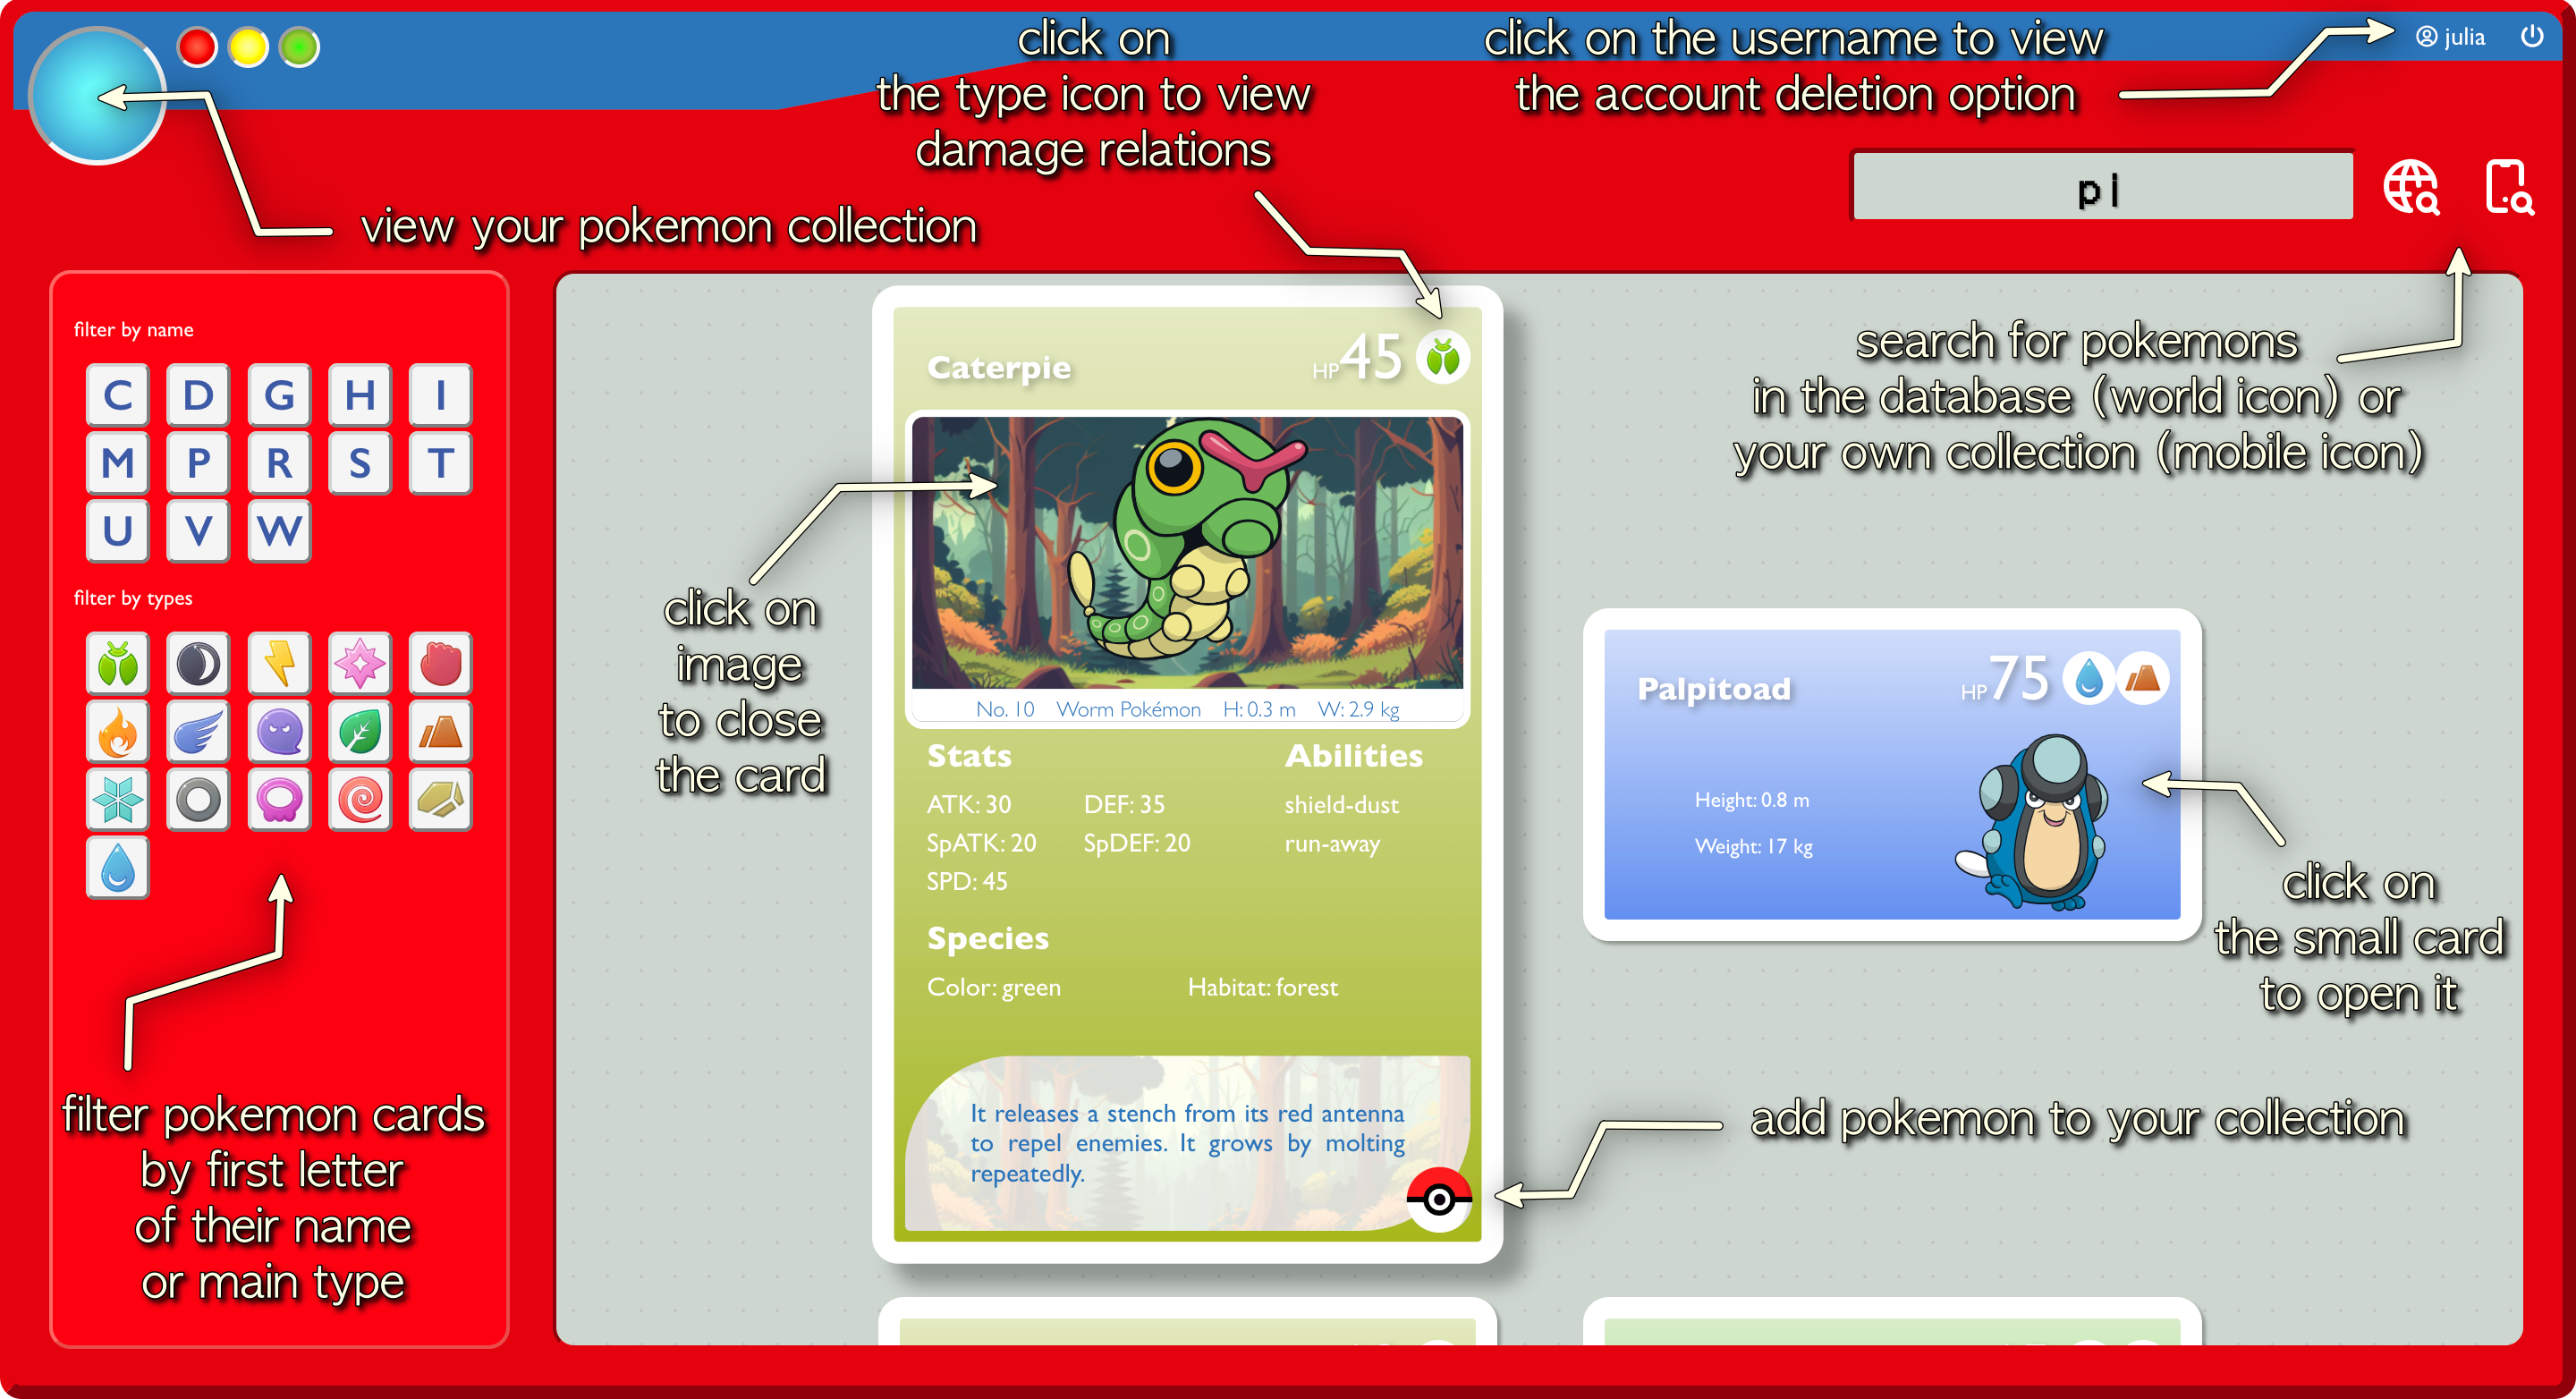 click on
the type icon to view
damage relations
click on the username to view
the account deletion option
julia
view your pokemon collection
pi
search for pokemons
in the database (world icon) or
your own collection (mobile icon)
filter by name
C D G H I
M P R S T
U V W
filter by types
filter pokemon cards
by first letter
of their name
or main type
click on
image
to close
the card
Caterpie
HP45
No. 10 Worm Pokémon H: 0.3 m W: 2.9 kg
Stats
ATK: 30 DEF: 35
SpATK: 20 SpDEF: 20
SPD: 45
Abilities
shield-dust
run-away
Species
Color: green Habitat: forest
It releases a stench from its red antenna
to repel enemies. It grows by molting
repeatedly.
Palpitoad
HP75
Height: 0.8 m
Weight: 17 kg
click on
the small card
to open it
add pokemon to your collection